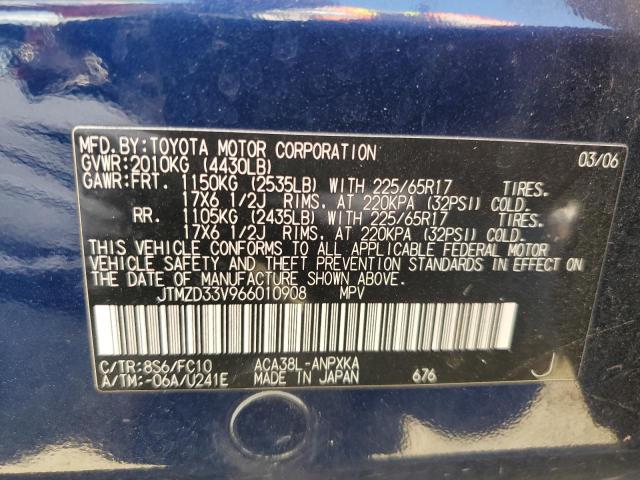 MFD.BY:TOYOTA MOTOR CORPORATION 03/06
GVWR:2010KG (4430LB)
GAWR:FRT. 1150KG (2535LB) WITH 225/65R17 TIRES.
17X6 1/2J RIMS. AT 220KPA (32PSI) COLD.
RR. 1105KG (2435LB) WITH 225/65R17 TIRES.
17X6 1/2J RIMS. AT 220KPA (32PSI) COLD.
THIS VEHICLE CONFORMS TO ALL APPLICABLE FEDERAL MOTOR
VEHICLE SAFETY AND THEFT PREVENTION STANDARDS IN EFFECT ON
THE DATE OF MANUFACTURE SHOWN ABOVE.
JTMZD33V966010908 MPV
C/TR:8S6/FC10 ACA38L-ANPXKA
A/TM:-06A/U241E MADE IN JAPAN 676 J